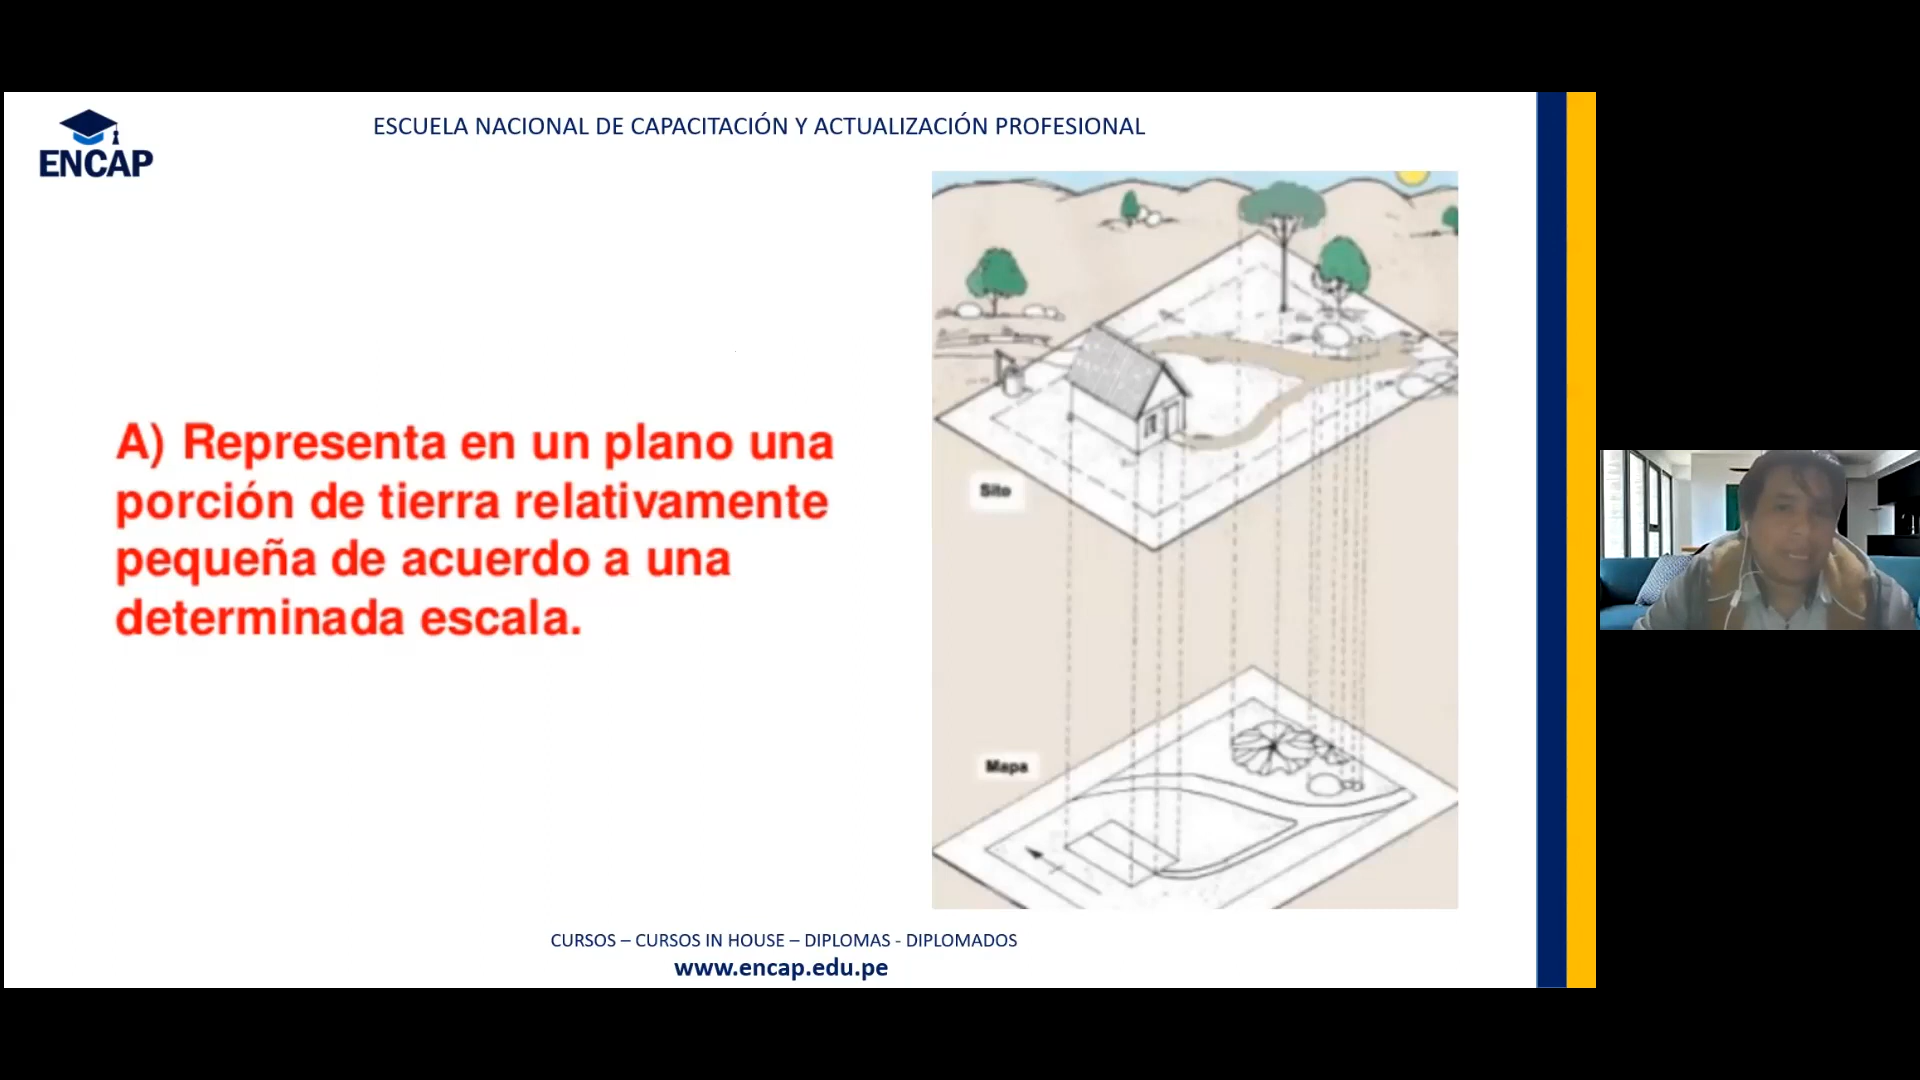 ENCAP
ESCUELA NACIONAL DE CAPACITACIÓN Y ACTUALIZACIÓN PROFESIONAL
A) Representa en un plano una
porción de tierra relativamente
pequeña de acuerdo a una
determinada escala.
Sito
Mapa
CURSOS – CURSOS IN HOUSE – DIPLOMAS - DIPLOMADOS
www.encap.edu.pe